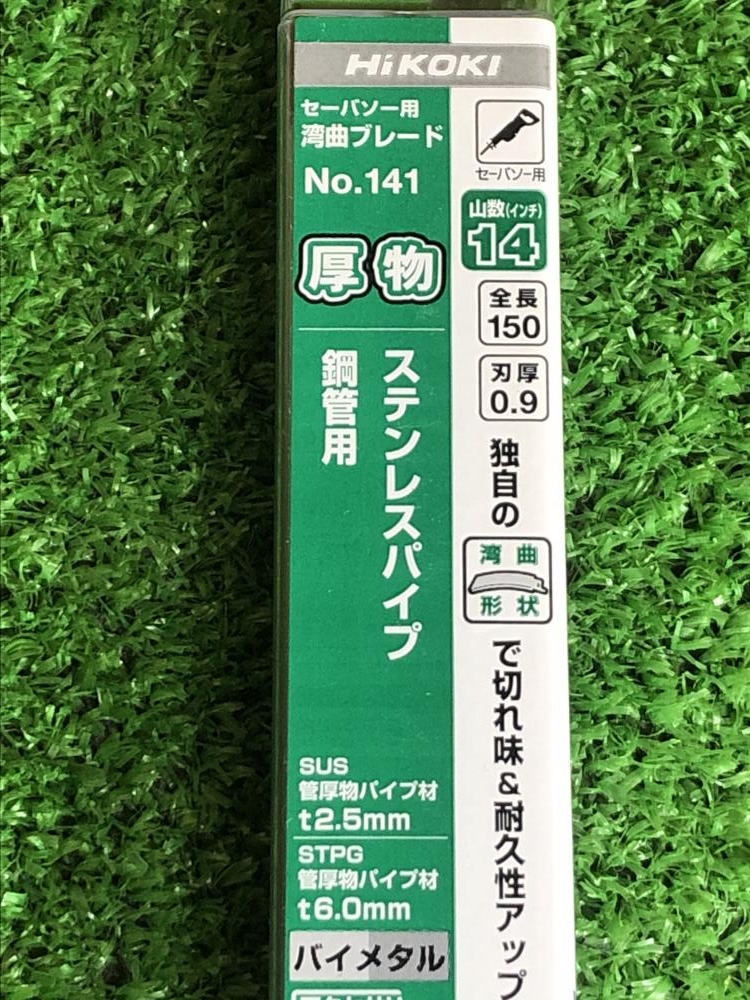 HiKOKI
セーバソー用
湾曲ブレード
No.141
厚物
ステンレスパイプ
鋼管用
SUS
管厚物パイプ材
t2.5mm
STPG
管厚物パイプ材
t6.0mm
バイメタル
セーバソー用
山数(インチ)
14
全長
150
刃厚
0.9
独自の
湾曲
形状
で切れ味&耐久性アップ